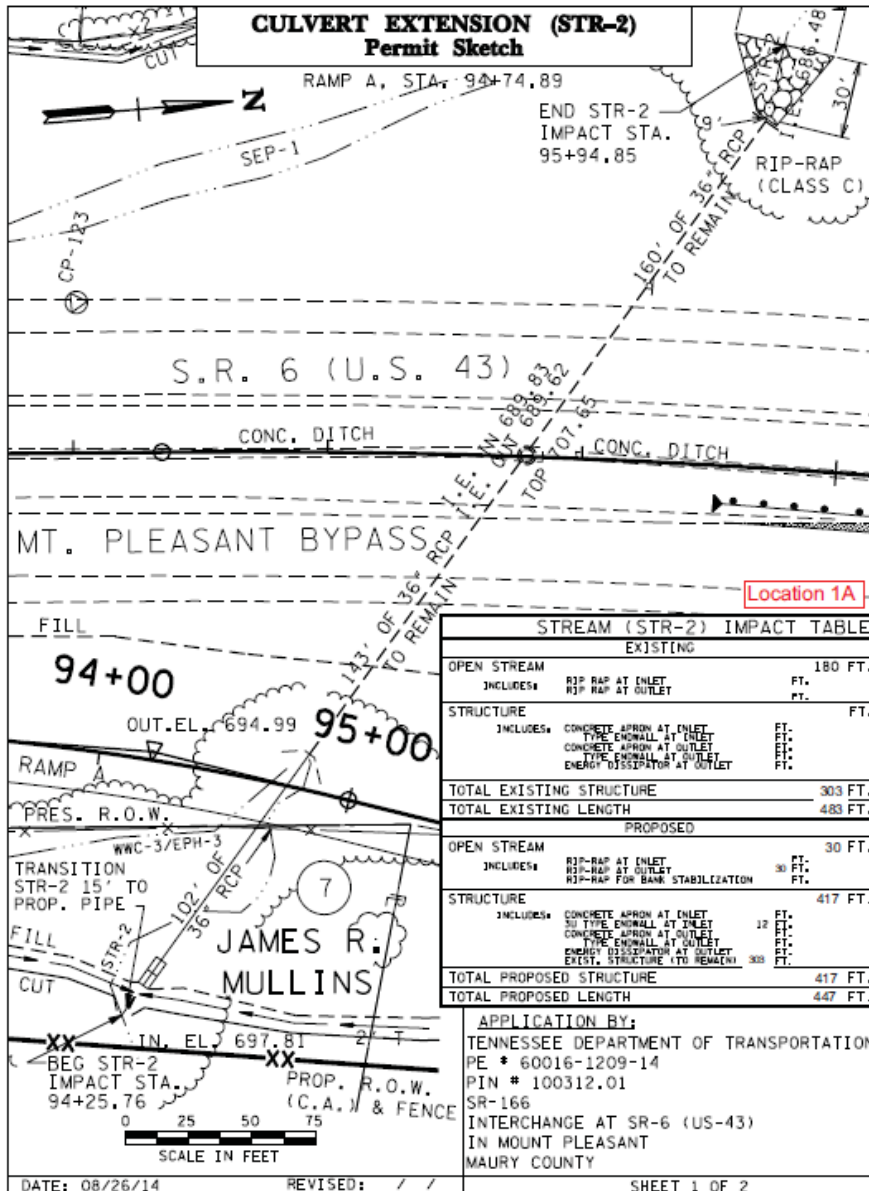 CULVERT EXTENSION (STR-2)
Permit Sketch
RAMP A, STA. 94+74.89
CUT
N
SEP-1
CP-123
END STR-2
IMPACT STA.
95+94.85
STR-2
I.E. 686.48
30'
9'
RIP-RAP
(CLASS C)
160' OF 36" RCP
TO REMAIN
S.R. 6 (U.S. 43)
CONC. DITCH
I.E. IN 689.83
I.E. OUT 689.62
TOP 707.65
CONC. DITCH
MT. PLEASANT BYPASS
143' OF 36" RCP
TO REMAIN
Location 1A
FILL
94+00
OUT.EL. 694.99
95+00
RAMP A
PRES. R.O.W.
WWC-3/EPH-3
TRANSITION
STR-2 15' TO
PROP. PIPE
102' OF
36" RCP
7
JAMES R.
MULLINS
STR-2
FILL
CUT
IN. EL. 697.81
2'-T
BEG STR-2
IMPACT STA.
94+25.76
PROP. R.O.W.
(C.A.) & FENCE
0 25 50 75
SCALE IN FEET
STREAM (STR-2) IMPACT TABLE
EXISTING
OPEN STREAM 180 FT.
INCLUDES: RIP RAP AT INLET FT.
RIP RAP AT OUTLET FT.
STRUCTURE FT.
INCLUDES: CONCRETE APRON AT INLET FT.
TYPE ENDWALL AT INLET FT.
CONCRETE APRON AT OUTLET FT.
TYPE ENDWALL AT OUTLET FT.
ENERGY DISSIPATOR AT OUTLET FT.
TOTAL EXISTING STRUCTURE 303 FT.
TOTAL EXISTING LENGTH 483 FT.
PROPOSED
OPEN STREAM 30 FT.
INCLUDES: RIP-RAP AT INLET FT.
RIP-RAP AT OUTLET 30 FT.
RIP-RAP FOR BANK STABILIZATION FT.
STRUCTURE 417 FT.
INCLUDES: CONCRETE APRON AT INLET FT.
TYPE ENDWALL AT INLET 12 FT.
CONCRETE APRON AT OUTLET FT.
TYPE ENDWALL AT OUTLET FT.
ENERGY DISSIPATOR AT OUTLET FT.
EXIST. STRUCTURE (TO REMAIN) 303 FT.
TOTAL PROPOSED STRUCTURE 417 FT.
TOTAL PROPOSED LENGTH 447 FT.
APPLICATION BY:
TENNESSEE DEPARTMENT OF TRANSPORTATION
PE # 60016-1209-14
PIN # 100312.01
SR-166
INTERCHANGE AT SR-6 (US-43)
IN MOUNT PLEASANT
MAURY COUNTY
DATE: 08/26/14 REVISED: / / SHEET 1 OF 2